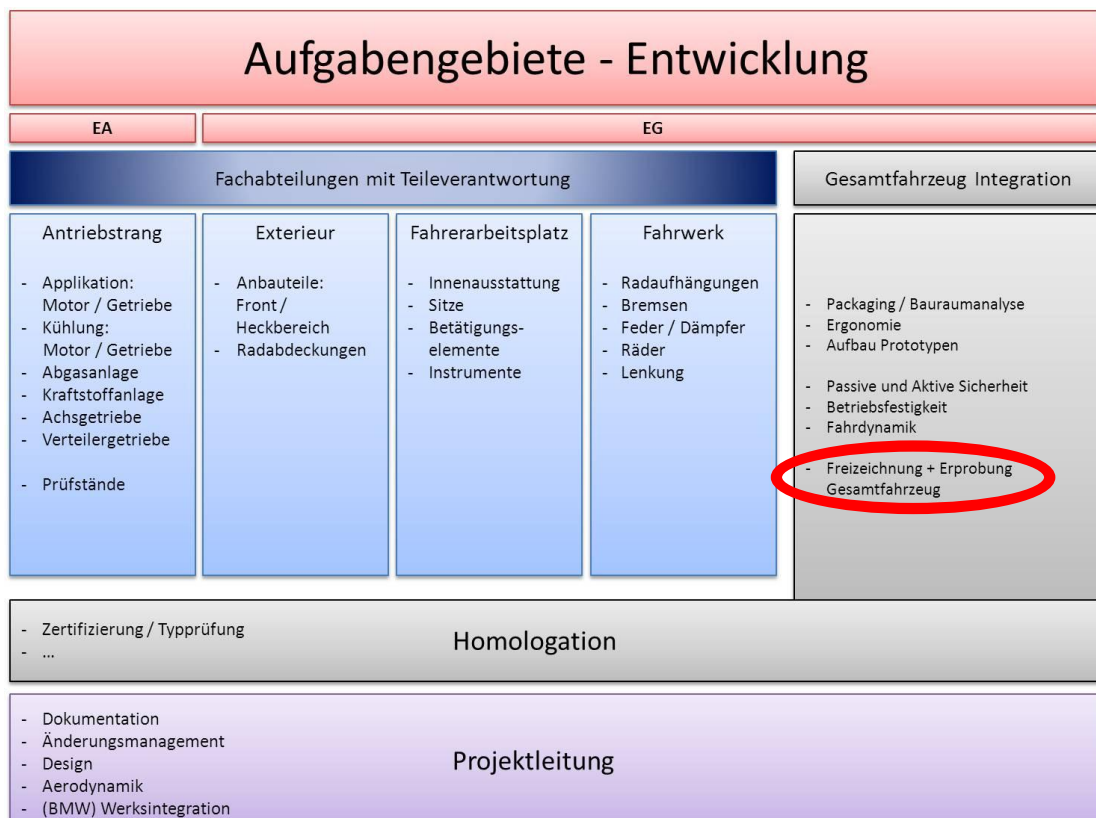 Aufgabengebiete - Entwicklung
EA
EG
Fachabteilungen mit Teileverantwortung
Gesamtfahrzeug Integration
Antriebstrang
- Applikation:
Motor / Getriebe
- Kühlung:
Motor / Getriebe
- Abgasanlage
- Kraftstoffanlage
- Achsgetriebe
- Verteilergetriebe
- Prüfstände
Exterieur
- Anbauteile:
Front /
Heckbereich
- Radabdeckungen
Fahrerarbeitsplatz
- Innenausstattung
- Sitze
- Betätigungs-
elemente
- Instrumente
Fahrwerk
- Radaufhängungen
- Bremsen
- Feder / Dämpfer
- Räder
- Lenkung
- Packaging / Bauraumanalyse
- Ergonomie
- Aufbau Prototypen
- Passive und Aktive Sicherheit
- Betriebsfestigkeit
- Fahrdynamik
- Freizeichnung + Erprobung
Gesamtfahrzeug
- Zertifizierung / Typprüfung
- ...
Homologation
- Dokumentation
- Änderungsmanagement
- Design
- Aerodynamik
- (BMW) Werksintegration
Projektleitung